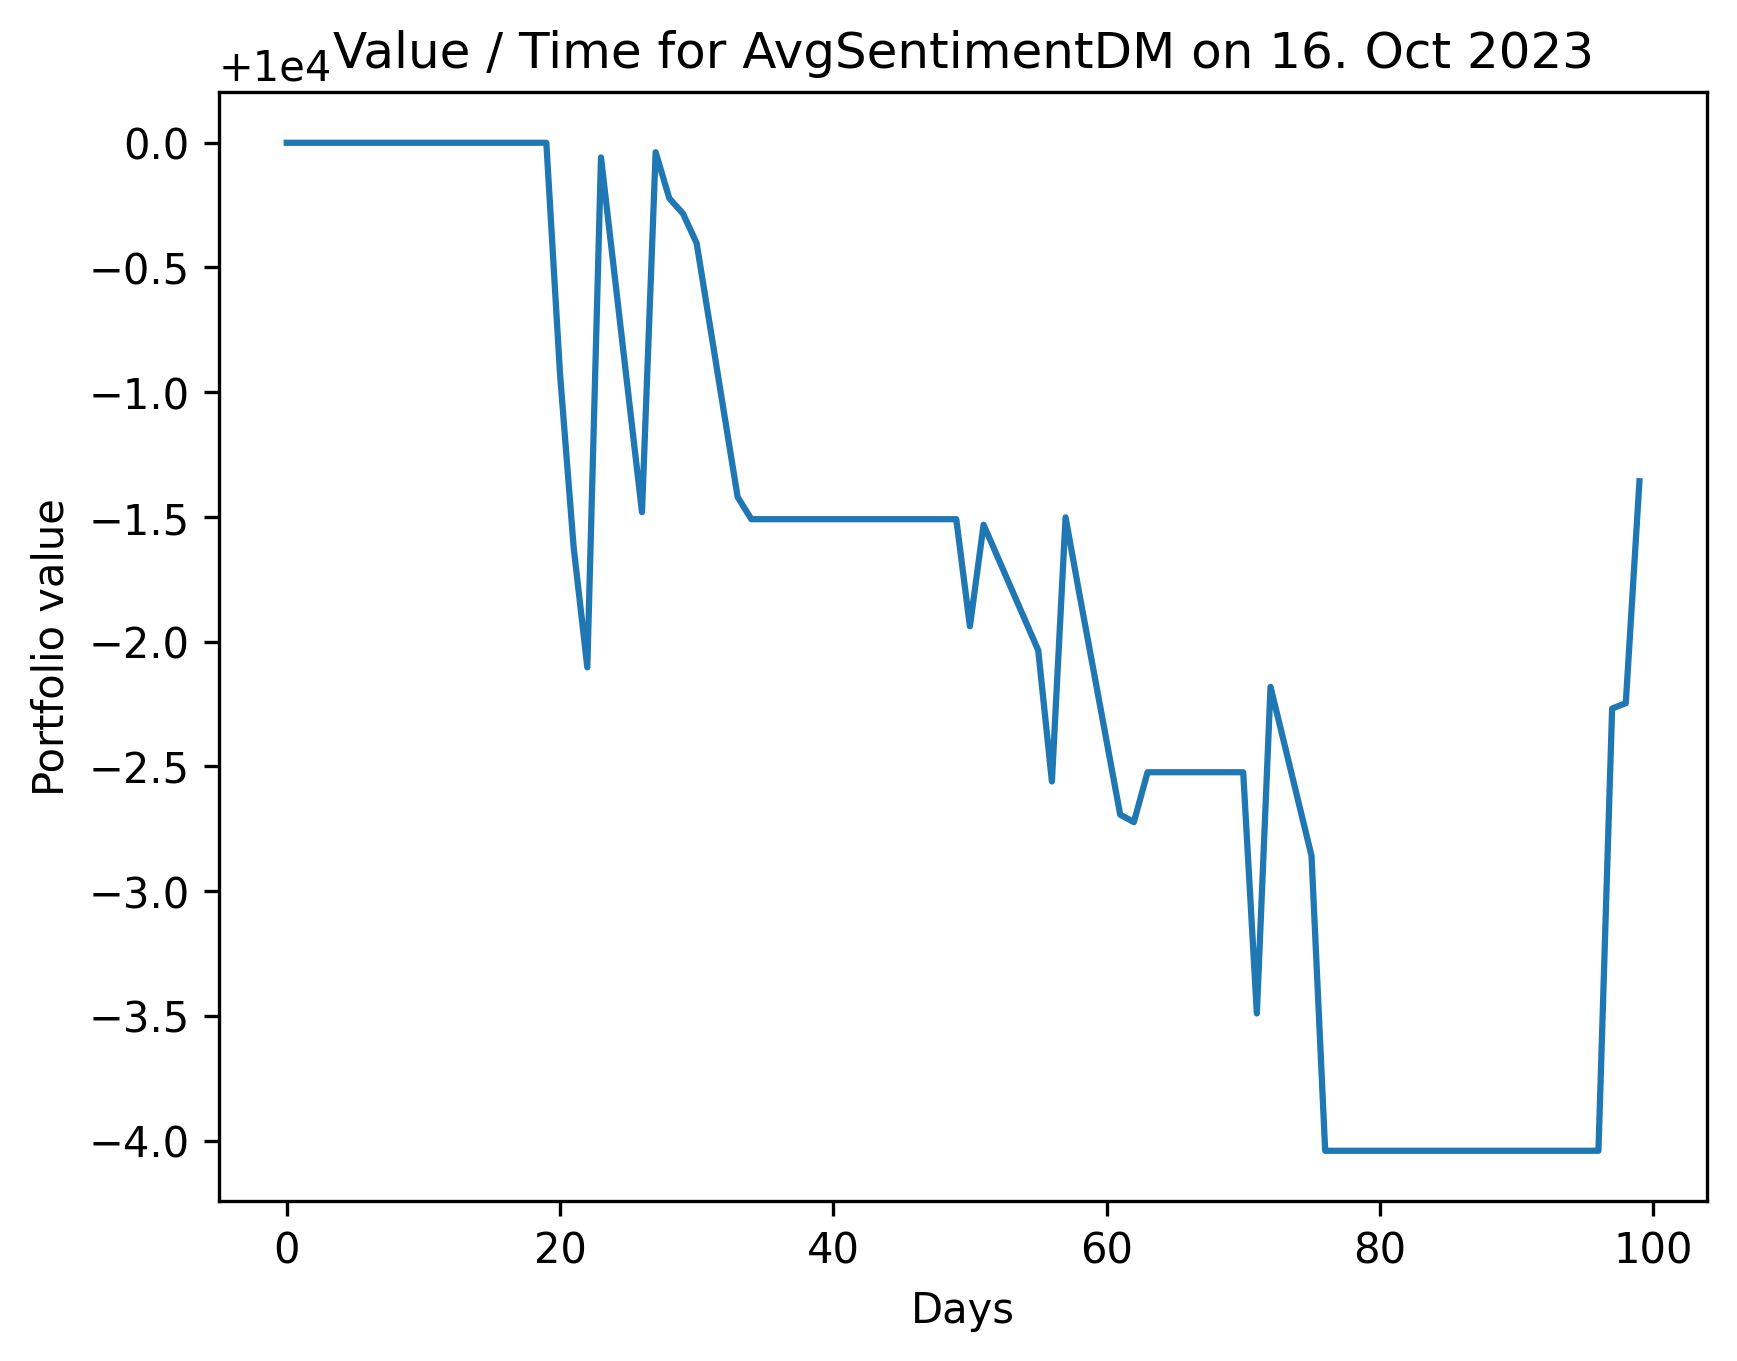 Value / Time for AvgSentimentDM on 16. Oct 2023
+1e4
0.0
−0.5
−1.0
−1.5
−2.0
−2.5
−3.0
−3.5
−4.0
Portfolio value
0 20 40 60 80 100
Days